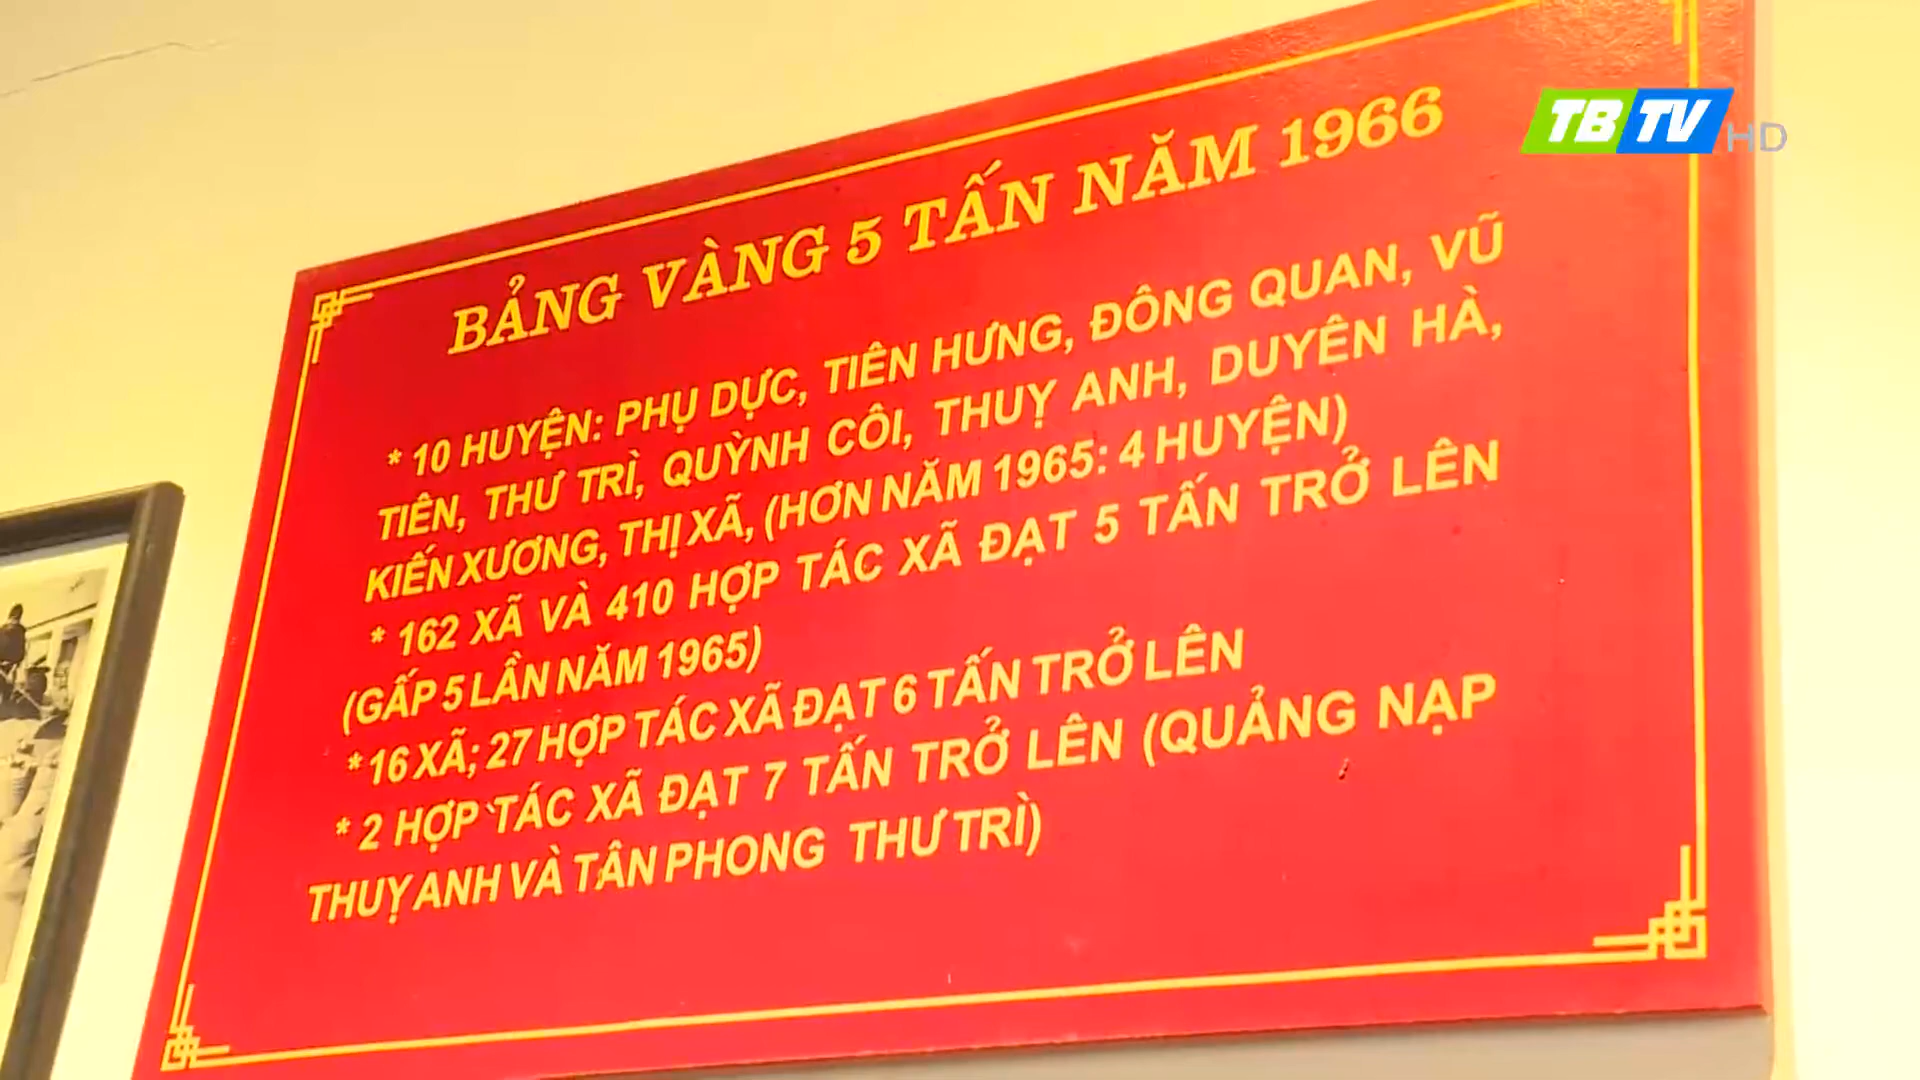 TBTV HD
BẢNG VÀNG 5 TẤN NĂM 1966
* 10 HUYỆN: PHỤ DỰC, TIÊN HƯNG, ĐÔNG QUAN, VŨ
TIÊN, THƯ TRÌ, QUỲNH CÔI, THUỴ ANH, DUYÊN HÀ,
KIẾN XƯƠNG, THỊ XÃ, (HƠN NĂM 1965: 4 HUYỆN)
* 162 XÃ VÀ 410 HỢP TÁC XÃ ĐẠT 5 TẤN TRỞ LÊN
(GẤP 5 LẦN NĂM 1965)
* 16 XÃ; 27 HỢP TÁC XÃ ĐẠT 6 TẤN TRỞ LÊN
* 2 HỢP TÁC XÃ ĐẠT 7 TẤN TRỞ LÊN (QUẢNG NẠP
THUỴ ANH VÀ TÂN PHONG THƯ TRÌ)